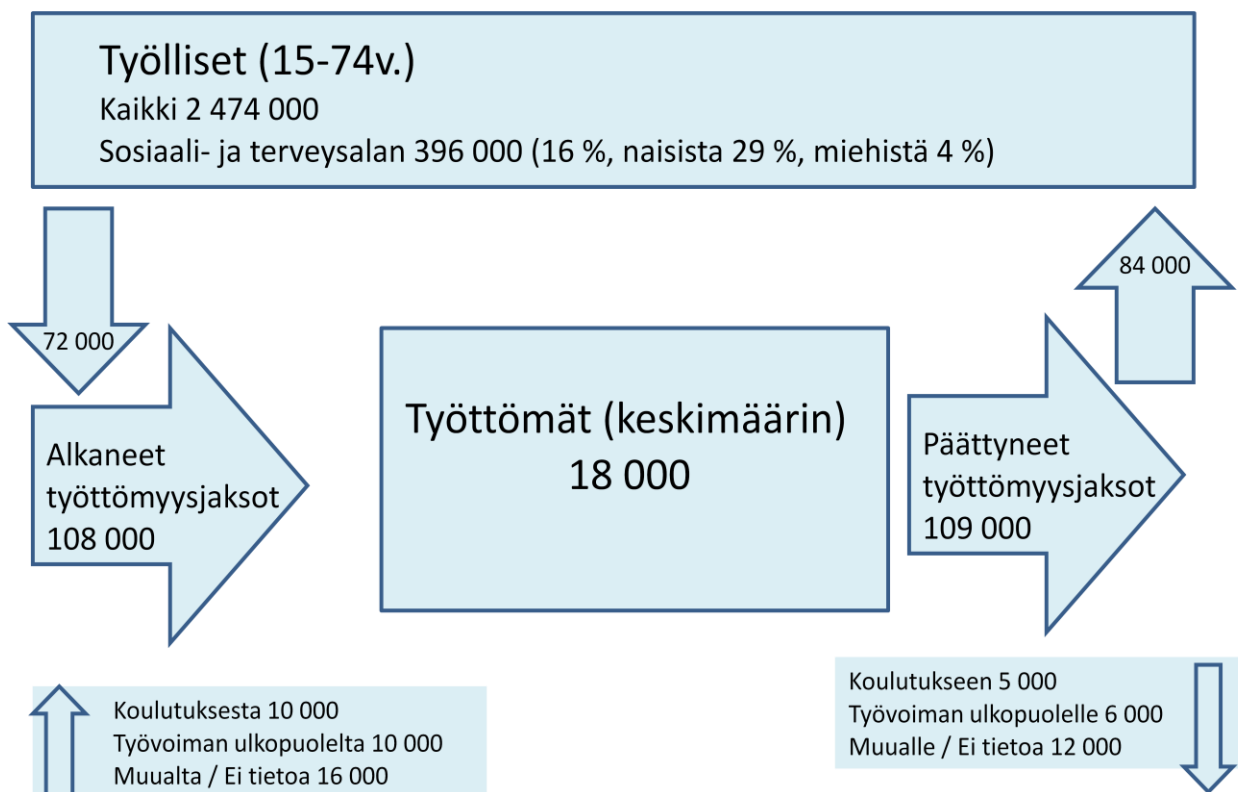 Työlliset (15-74v.)
Kaikki 2 474 000
Sosiaali- ja terveysalan 396 000 (16 %, naisista 29 %, miehistä 4 %)
72 000
84 000
Alkaneet
työttömyysjaksot
108 000
Työttömät (keskimäärin)
18 000
Päättyneet
työttömyysjaksot
109 000
Koulutuksesta 10 000
Työvoiman ulkopuolelta 10 000
Muualta / Ei tietoa 16 000
Koulutukseen 5 000
Työvoiman ulkopuolelle 6 000
Muualle / Ei tietoa 12 000